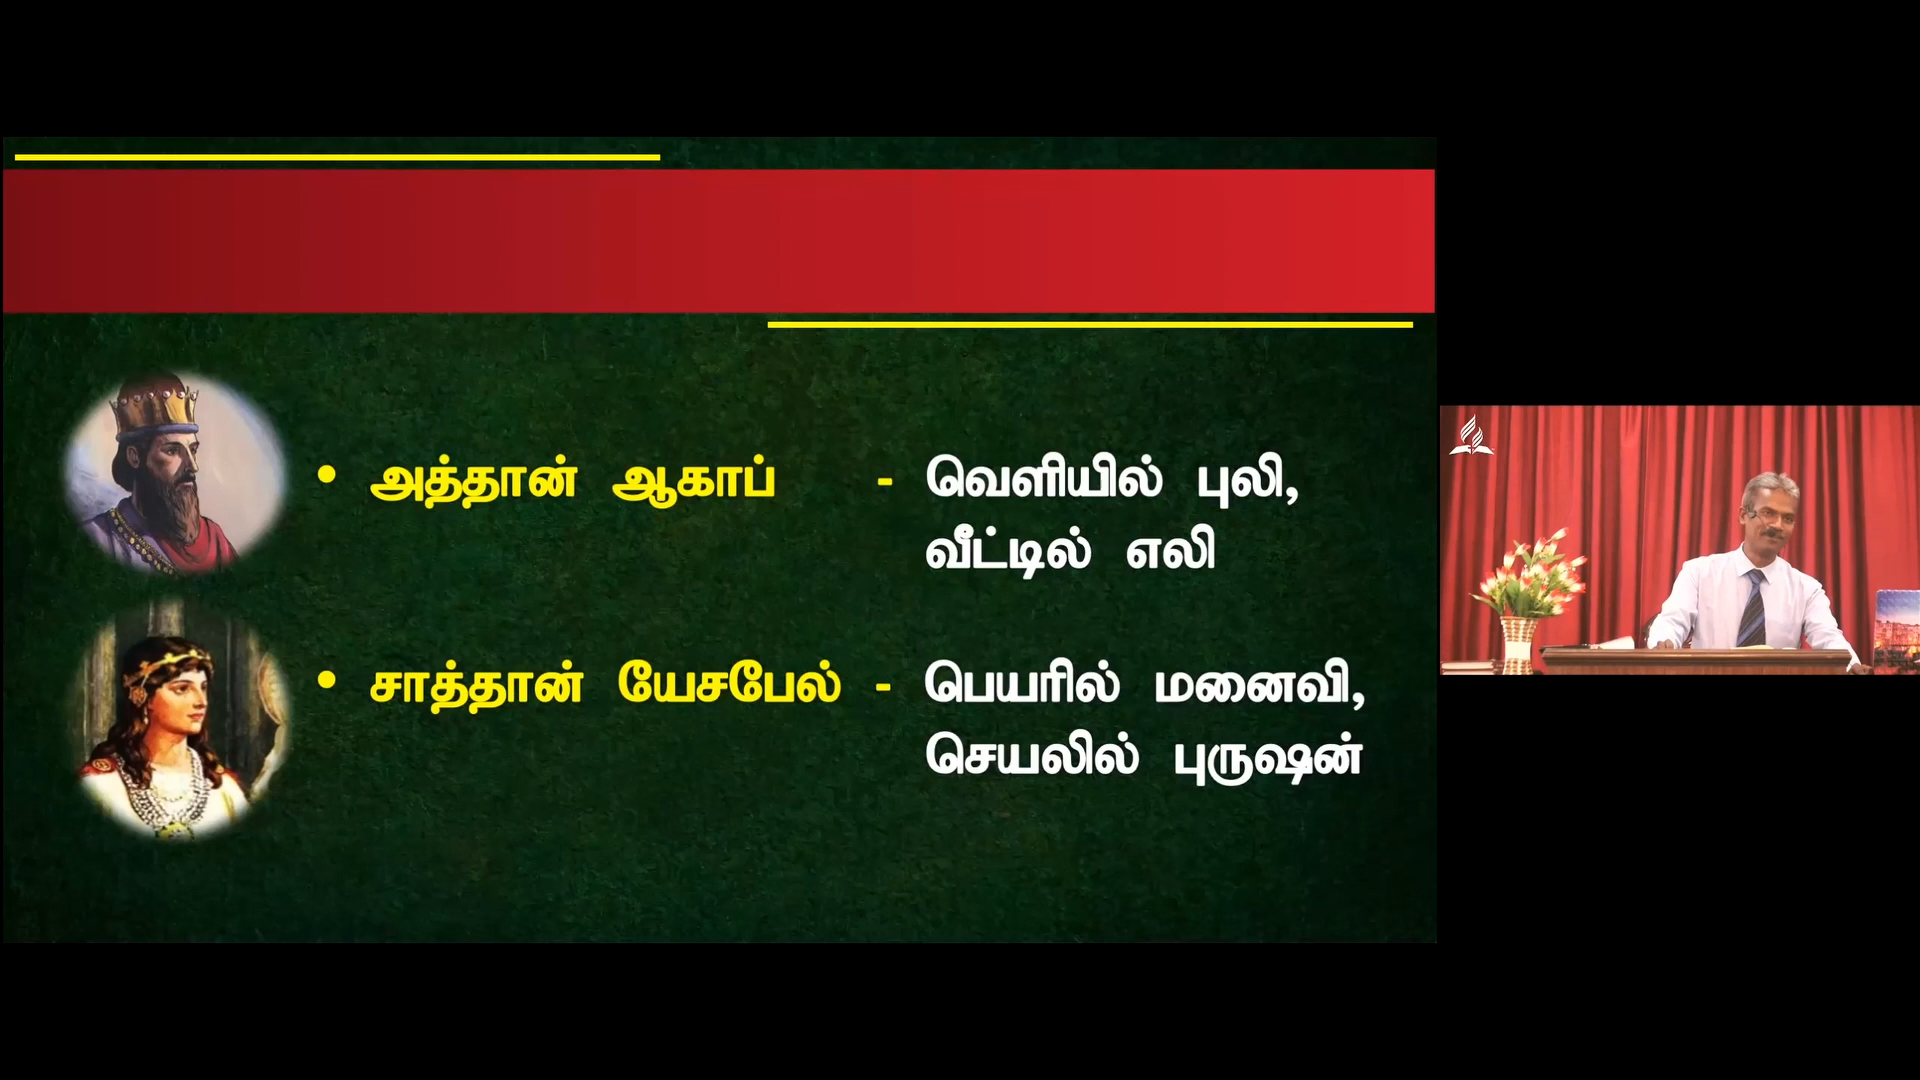 • அத்தான் ஆகாப் - வெளியில் புலி,
வீட்டில் எலி
• சாத்தான் யேசபேல் - பெயரில் மனைவி,
செயலில் புருஷன்